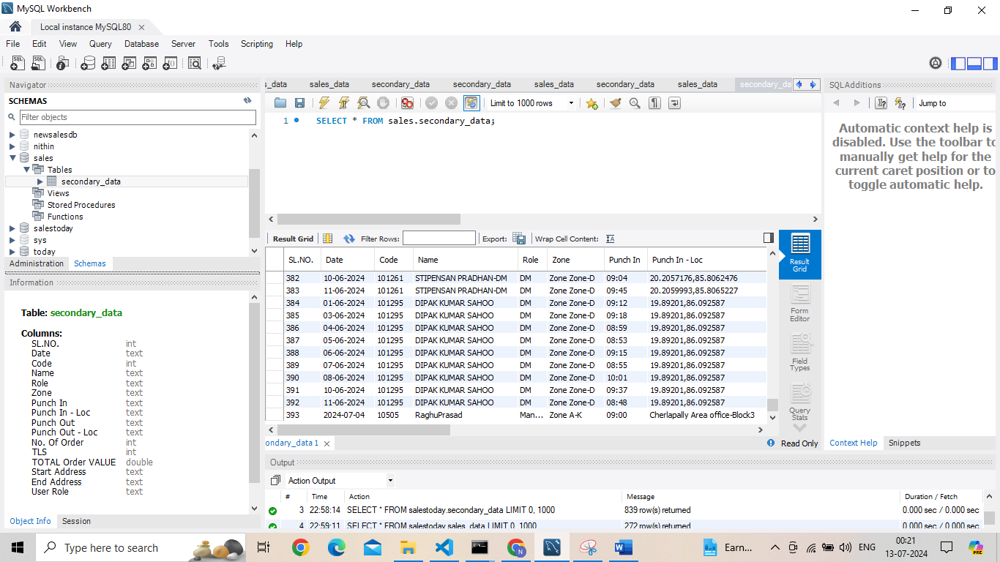 MySQL Workbench
Local instance MySQL80
File Edit View Query Database Server Tools Scripting Help
Navigator
SCHEMAS
Filter objects
newsalesdb
nithin
sales
Tables
secondary_data
Views
Stored Procedures
Functions
salestoday
sys
today
Administration Schemas
Information
Table: secondary_data
Columns:
SL.NO. int
Date text
Code int
Name text
Role text
Zone text
Punch In text
Punch In - Loc text
Punch Out text
Punch Out - Loc text
No. Of Order int
TLS int
TOTAL Order VALUE double
Start Address text
End Address text
User Role text
Object Info Session
s_data sales_data secondary_data secondary_data sales_data secondary_data sales_data secondary_da
Limit to 1000 rows
1 SELECT * FROM sales.secondary_data;
Result Grid Filter Rows: Export: Wrap Cell Content:
SL.NO. Date Code Name Role Zone Punch In Punch In - Loc
382 10-06-2024 101261 STIPENSAN PRADHAN-DM DM Zone Zone-D 09:04 20.2057176,85.8062476
383 11-06-2024 101261 STIPENSAN PRADHAN-DM DM Zone Zone-D 09:45 20.2059993,85.8065227
384 01-06-2024 101295 DIPAK KUMAR SAHOO DM Zone Zone-D 09:12 19.89201,86.092587
385 03-06-2024 101295 DIPAK KUMAR SAHOO DM Zone Zone-D 09:18 19.89201,86.092587
386 04-06-2024 101295 DIPAK KUMAR SAHOO DM Zone Zone-D 08:59 19.89201,86.092587
387 05-06-2024 101295 DIPAK KUMAR SAHOO DM Zone Zone-D 08:53 19.89201,86.092587
388 06-06-2024 101295 DIPAK KUMAR SAHOO DM Zone Zone-D 09:15 19.89201,86.092587
389 07-06-2024 101295 DIPAK KUMAR SAHOO DM Zone Zone-D 08:55 19.89201,86.092587
390 08-06-2024 101295 DIPAK KUMAR SAHOO DM Zone Zone-D 10:01 19.89201,86.092587
391 10-06-2024 101295 DIPAK KUMAR SAHOO DM Zone Zone-D 09:37 19.89201,86.092587
392 11-06-2024 101295 DIPAK KUMAR SAHOO DM Zone Zone-D 08:48 19.89201,86.092587
393 2024-07-04 10505 RaghuPrasad Man... Zone A-K 09:00 Cherlapally Area office-Block3
Result
Grid
Form
Editor
Field
Types
Query
Stats
ondary_data 1
Read Only
SQLAdditions
Jump to
Automatic context help is
disabled. Use the toolbar to
manually get help for the
current caret position or to
toggle automatic help.
Context Help Snippets
Output
Action Output
# Time Action Message Duration / Fetch
3 22:58:14 SELECT * FROM salestoday.secondary_data LIMIT 0, 1000 839 row(s) returned 0.000 sec / 0.000 sec
4 22:59:11 SELECT * FROM salestoday.sales_data LIMIT 0, 1000 272 row(s) returned 0.000 sec / 0.000 sec
Type here to search
Earn...
ENG
00:21
13-07-2024
PRE